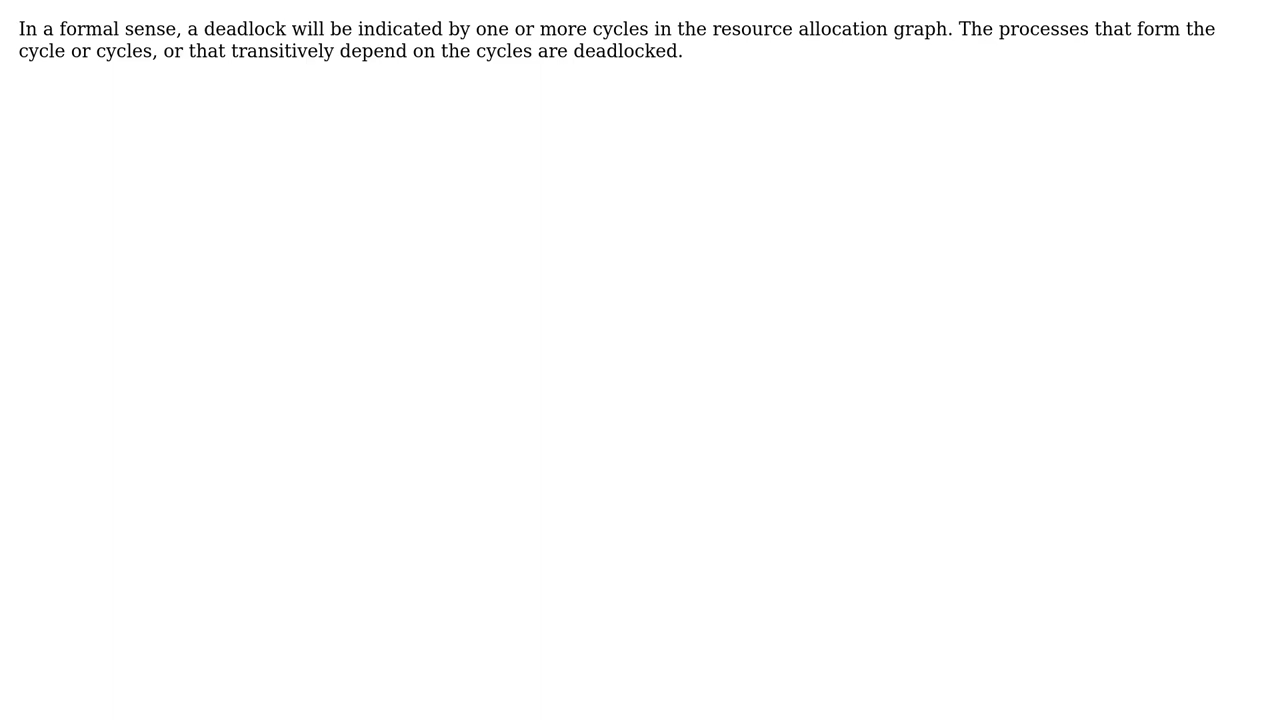 In a formal sense, a deadlock will be indicated by one or more cycles in the resource allocation graph. The processes that form the
cycle or cycles, or that transitively depend on the cycles are deadlocked.